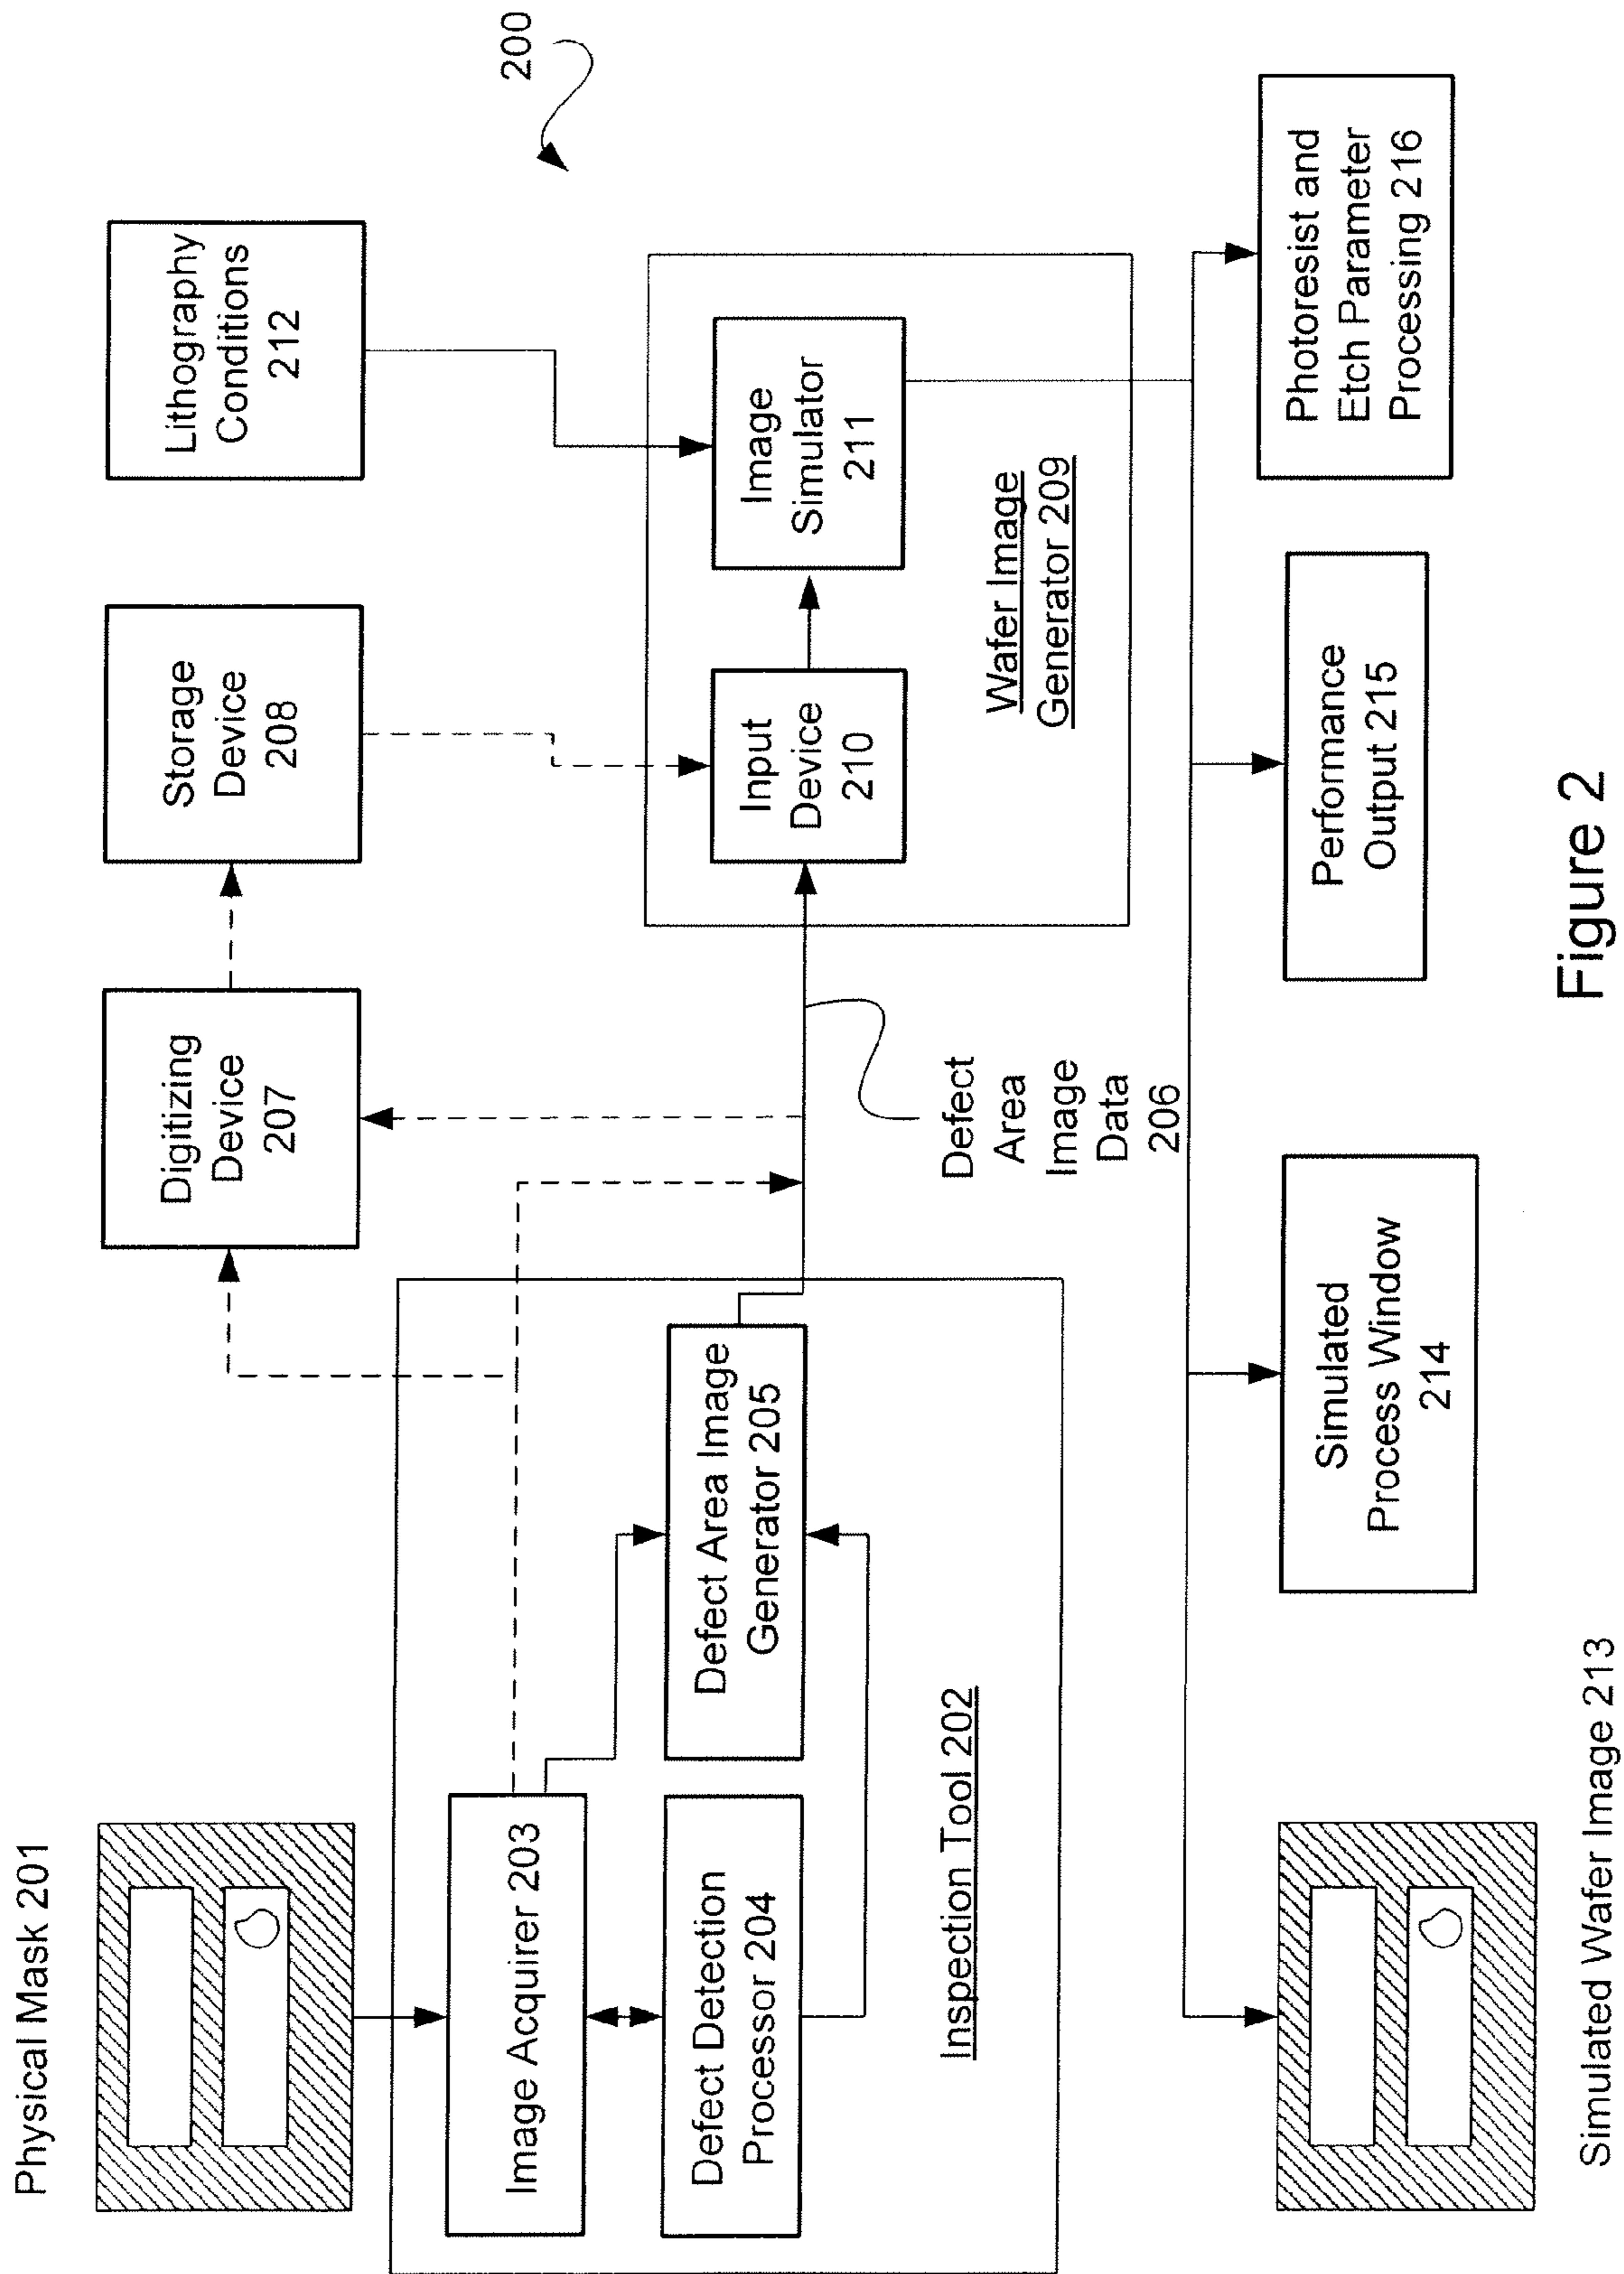 200
Physical Mask 201
Digitizing
Device
207
Storage
Device
208
Lithography
Conditions
212
Image Acquirer 203
Defect Detection
Processor 204
Defect Area Image
Generator 205
Inspection Tool 202
Defect
Area
Image
Data
206
Input
Device
210
Image
Simulator
211
Wafer Image
Generator 209
Simulated Wafer Image 213
Simulated
Process Window
214
Performance
Output 215
Photoresist and
Etch Parameter
Processing 216
Figure 2